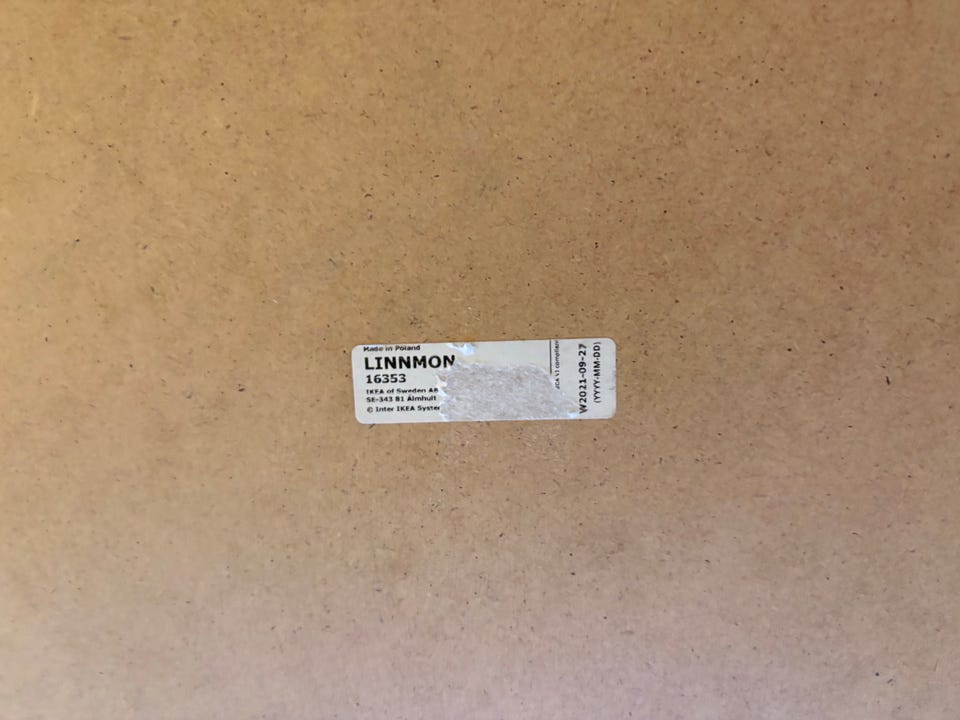 Made in Poland
LINNMON
16353
IKEA of Sweden AB
SE-343 81 Älmhult
© Inter IKEA
compliant
W2021-09-27
(YYYY-MM-DD)